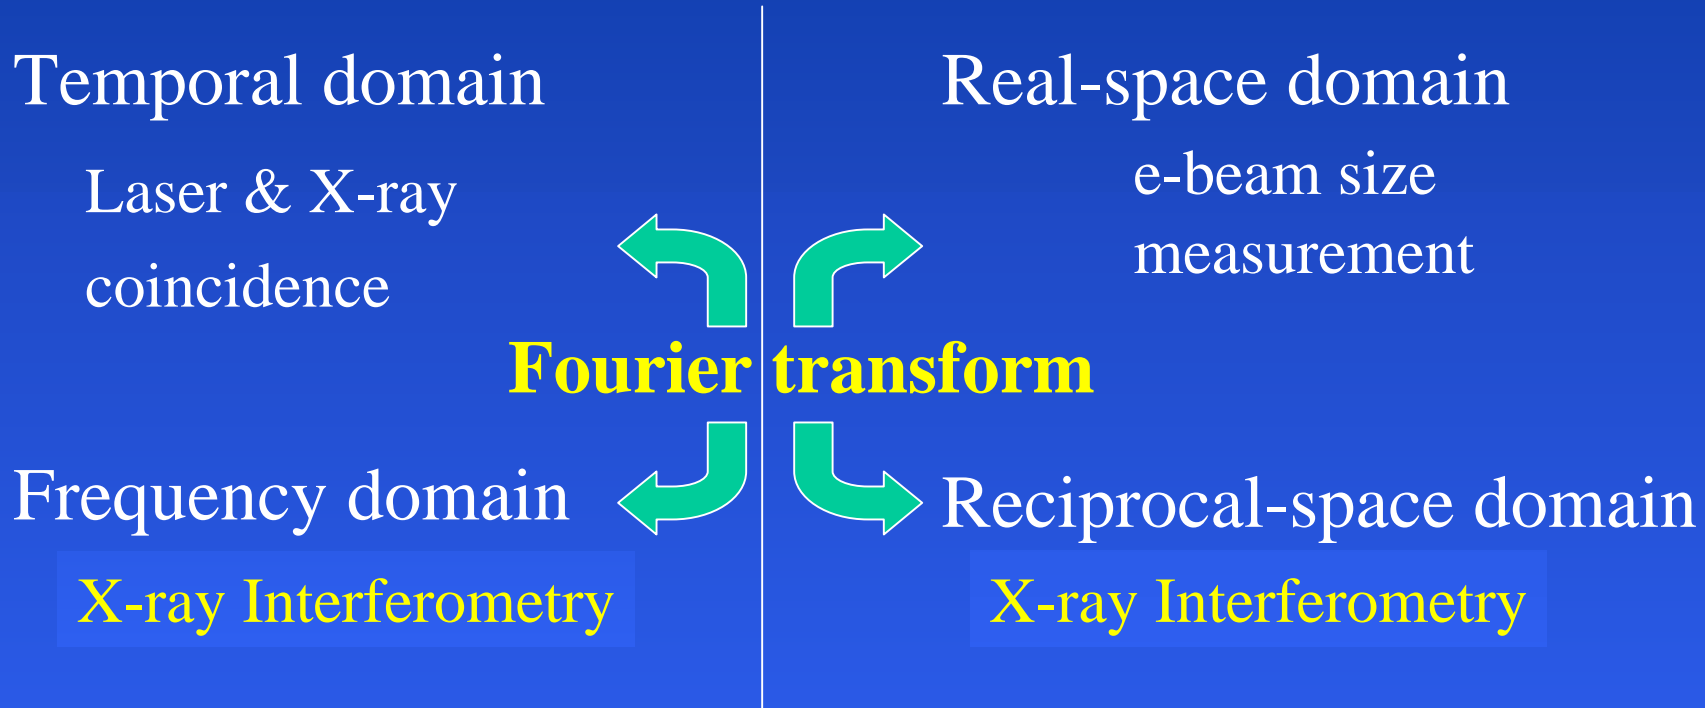 Temporal domain
Laser & X-ray
coincidence
Real-space domain
e-beam size
measurement
Fourier transform
Frequency domain
X-ray Interferometry
Reciprocal-space domain
X-ray Interferometry